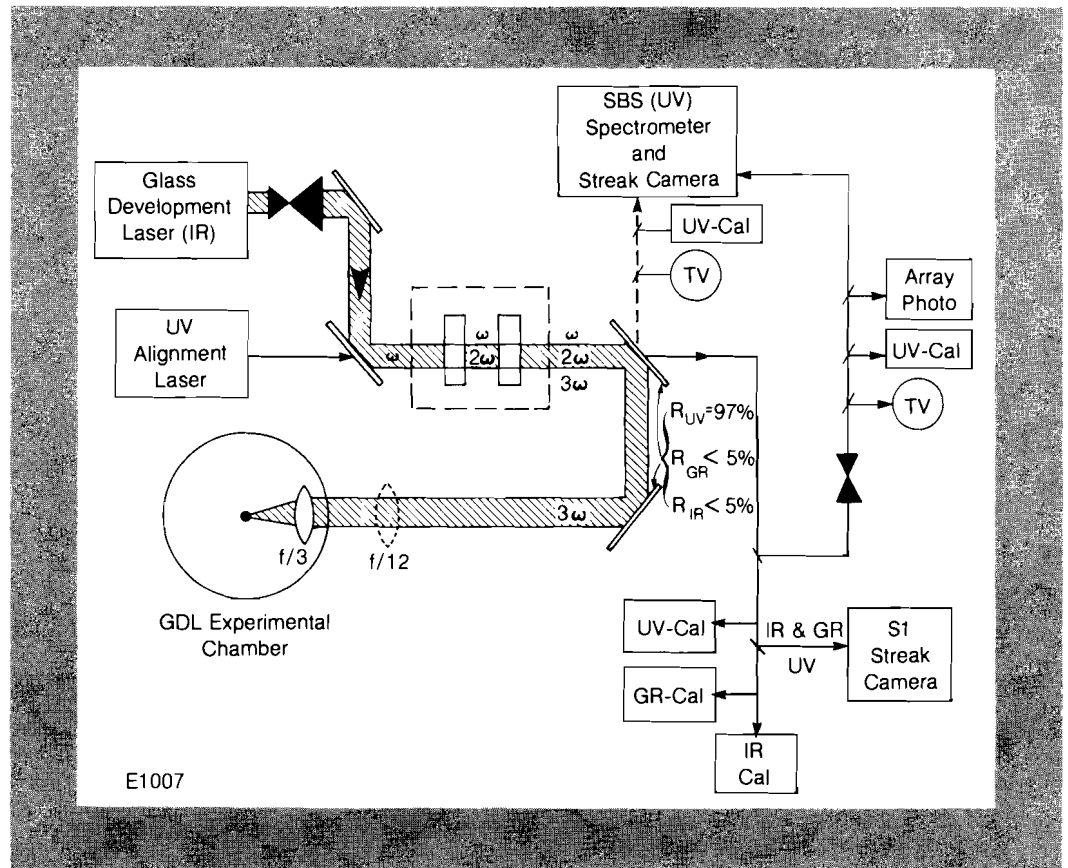 SBS (UV)
Spectrometer
and
Streak Camera
Glass
Development
Laser (IR)
UV-Cal
TV
Array
Photo
UV-Cal
TV
UV
Alignment
Laser
ω
ω
2ω
ω
2ω
3ω
R_UV=97%
R_GR< 5%
R_IR< 5%
3ω
f/3
f/12
GDL Experimental
Chamber
UV-Cal
IR & GR
UV
S1
Streak
Camera
GR-Cal
IR
Cal
E1007